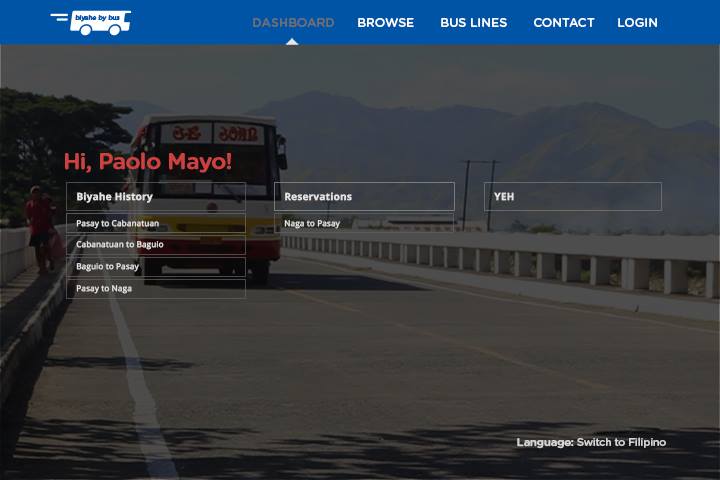 biyahe by bus
DASHBOARD BROWSE BUS LINES CONTACT LOGIN
Hi, Paolo Mayo!
Biyahe History
Pasay to Cabanatuan
Cabanatuan to Baguio
Baguio to Pasay
Pasay to Naga
Reservations
Naga to Pasay
YEH
Language: Switch to Filipino